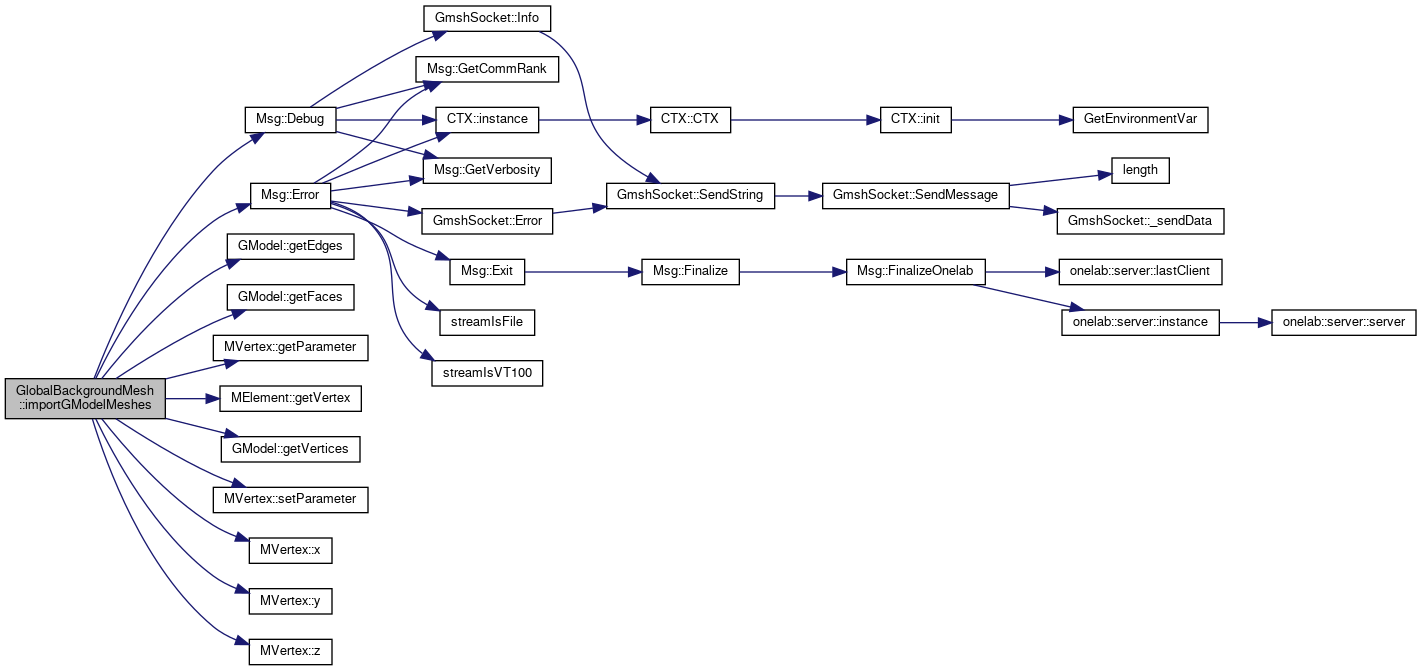 GmshSocket::Info
Msg::GetCommRank
Msg::Debug
CTX::instance
CTX::CTX
CTX::init
GetEnvironmentVar
Msg::GetVerbosity
length
Msg::Error
GmshSocket::SendString
GmshSocket::SendMessage
GmshSocket::Error
GmshSocket::_sendData
GModel::getEdges
Msg::Exit
Msg::Finalize
Msg::FinalizeOnelab
onelab::server::lastClient
GModel::getFaces
streamIsFile
onelab::server::instance
onelab::server::server
MVertex::getParameter
streamIsVT100
GlobalBackgroundMesh
::importGModelMeshes
MElement::getVertex
GModel::getVertices
MVertex::setParameter
MVertex::x
MVertex::y
MVertex::z